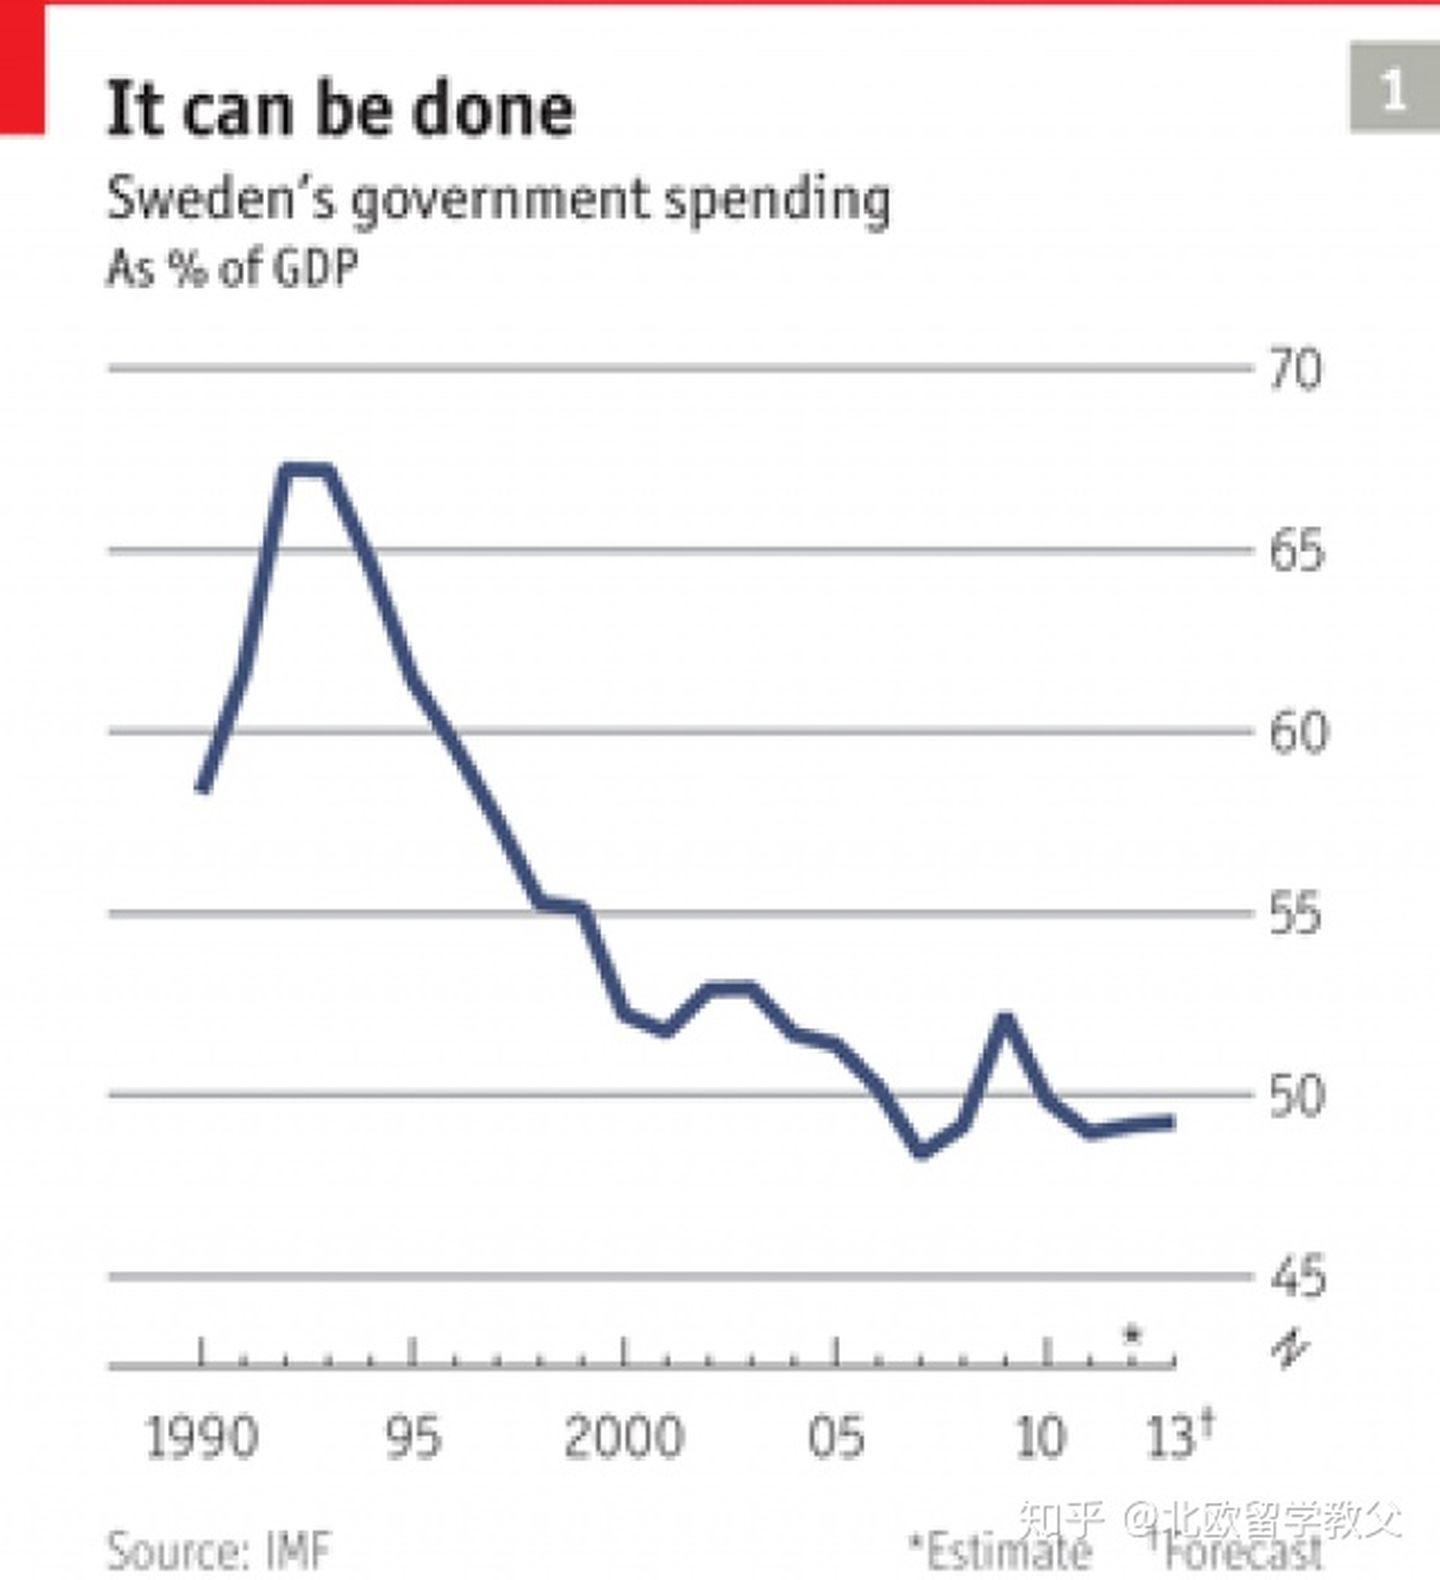 1
It can be done
Sweden's government spending
As % of GDP
70
65
60
55
50
45
*
1990 95 2000 05 10 13†
Source: IMF *Estimate †Forecast
知乎 @北欧留学教父